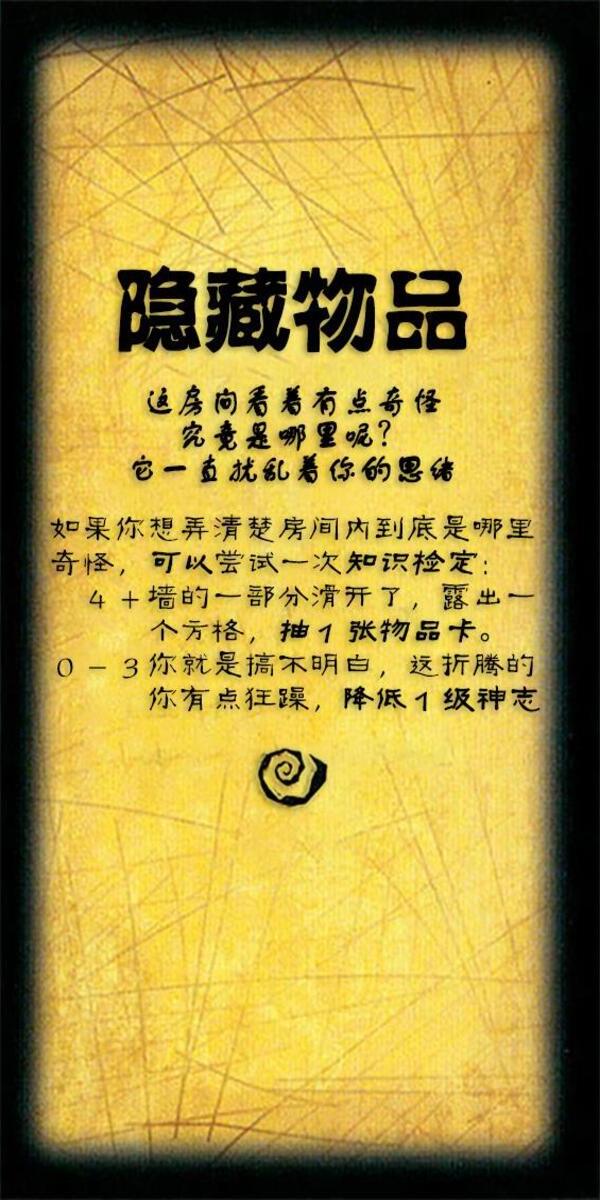 隐藏物品
这房间看着有点奇怪
究竟是哪里呢？
它一直扰乱着你的思绪
如果你想弄清楚房间内到底是哪里
奇怪，可以尝试一次知识检定：
4＋墙的一部分滑开了，露出一
个方格，抽1张物品卡。
0－3你就是搞不明白，这折腾的
你有点狂躁，降低1级神志